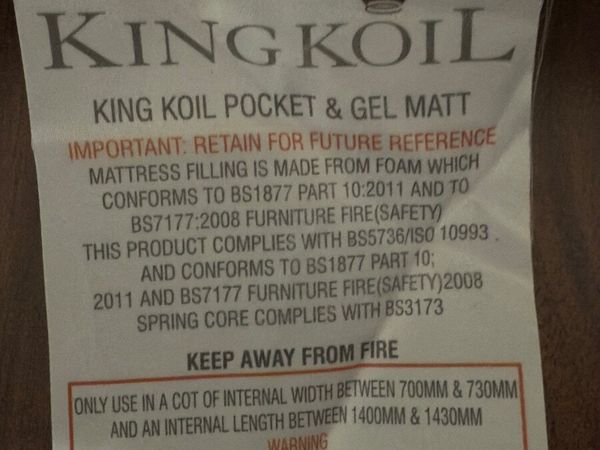 KING KOIL
KING KOIL POCKET & GEL MATT
IMPORTANT: RETAIN FOR FUTURE REFERENCE
MATTRESS FILLING IS MADE FROM FOAM WHICH
CONFORMS TO BS1877 PART 10:2011 AND TO
BS7177:2008 FURNITURE FIRE(SAFETY)
THIS PRODUCT COMPLIES WITH BS5736/ISO 10993 .
AND CONFORMS TO BS1877 PART 10;
2011 AND BS7177 FURNITURE FIRE(SAFETY)2008
SPRING CORE COMPLIES WITH BS3173
KEEP AWAY FROM FIRE
ONLY USE IN A COT OF INTERNAL WIDTH BETWEEN 700MM & 730MM
AND AN INTERNAL LENGTH BETWEEN 1400MM & 1430MM
WARNING